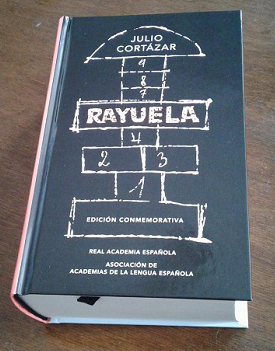 JULIO
CORTÁZAR
9
8
7
RAYUELA
4
2 3
1
EDICIÓN CONMEMORATIVA
REAL ACADEMIA ESPAÑOLA
ASOCIACIÓN DE
ACADEMIAS DE LA LENGUA ESPAÑOLA